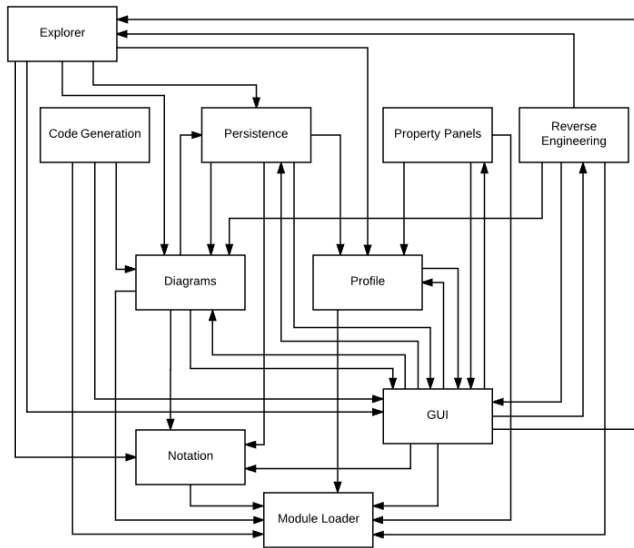 Explorer
Code Generation
Persistence
Property Panels
Reverse
Engineering
Diagrams
Profile
GUI
Notation
Module Loader